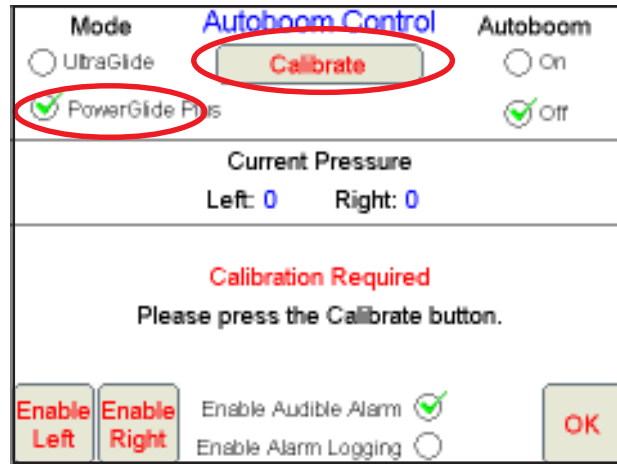 Mode Autoboom Control Autoboom
UltraGlide Calibrate On
PowerGlide Plus Off
Current Pressure
Left: 0 Right: 0
Calibration Required
Please press the Calibrate button.
Enable Left
Enable Right
Enable Audible Alarm
Enable Alarm Logging
OK